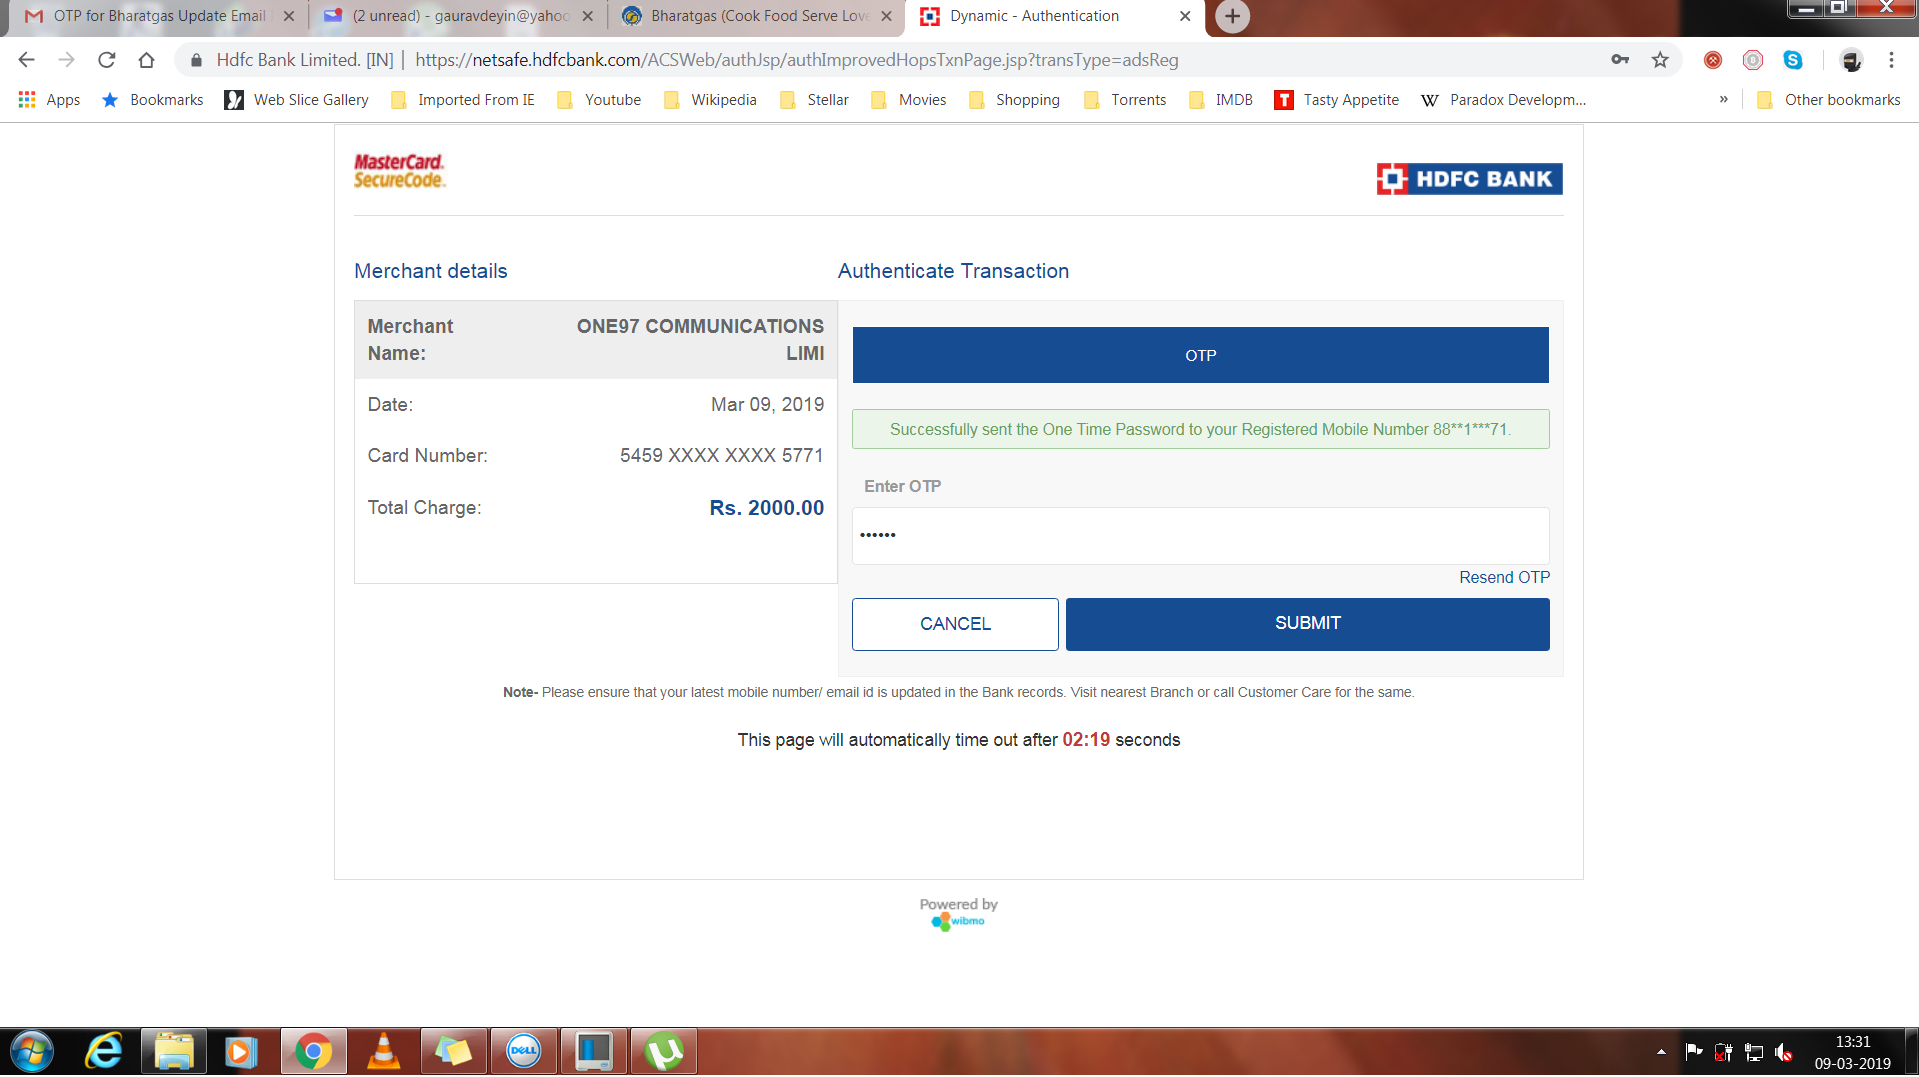 OTP for Bharatgas Update Email
(2 unread) - gauravdeyin@yahoo
Bharatgas (Cook Food Serve Love
Dynamic - Authentication
Hdfc Bank Limited. [IN] | https://netsafe.hdfcbank.com/ACSWeb/authJsp/authImprovedHopsTxnPage.jsp?transType=adsReg
Apps Bookmarks Web Slice Gallery Imported From IE Youtube Wikipedia Stellar Movies Shopping Torrents IMDB Tasty Appetite Paradox Developm... » Other bookmarks
MasterCard.
SecureCode.
HDFC BANK
Merchant details
Merchant Name: ONE97 COMMUNICATIONS LIMI
Date: Mar 09, 2019
Card Number: 5459 XXXX XXXX 5771
Total Charge: Rs. 2000.00
Authenticate Transaction
OTP
Successfully sent the One Time Password to your Registered Mobile Number 88**1***71.
Enter OTP
••••••
Resend OTP
CANCEL SUBMIT
Note- Please ensure that your latest mobile number/ email id is updated in the Bank records. Visit nearest Branch or call Customer Care for the same.
This page will automatically time out after 02:19 seconds
Powered by
wibmo
DELL
13:31
09-03-2019